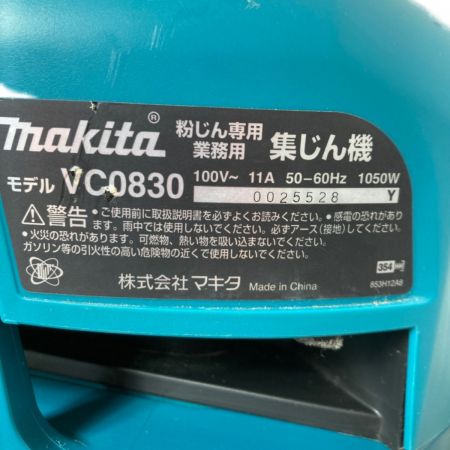 makita® 粉じん専用 業務用 集じん機
モデル VC0830 100V~ 11A 50-60Hz 1050W
0025528 Y
⚠警告 ●ご使用前に取扱説明書を必ずよくお読みください。●感電の恐れがあり
ます。雨中では使用しないでください。必ずアース(接地)してください。
●火災の恐れがあります。可燃物、熱い物を吸い込まないでください。
ガソリン等の引火性の高い危険物の近くで使用しないでください。
株式会社 マキタ Made in China
354
853H12A8